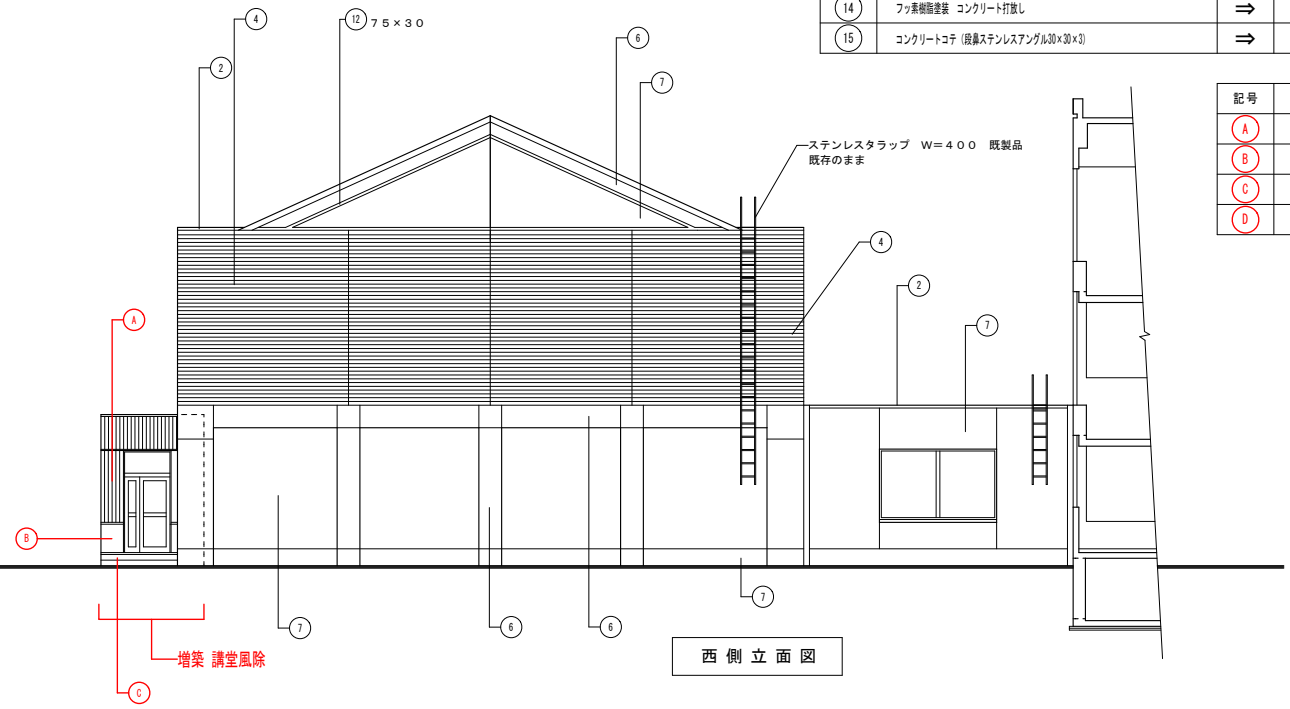 14 フッ素樹脂塗装 コンクリート打放し ⇒
15 コンクリートコテ (段鼻ステンレスアングル30×30×3) ⇒
4
12 75×30
6
2
7
記号
A
B
C
D
ステンレスタラップ W=400 既製品
既存のまま
4
2
7
A
B
7
6
6
7
増築 講堂風除
C
西側立面図